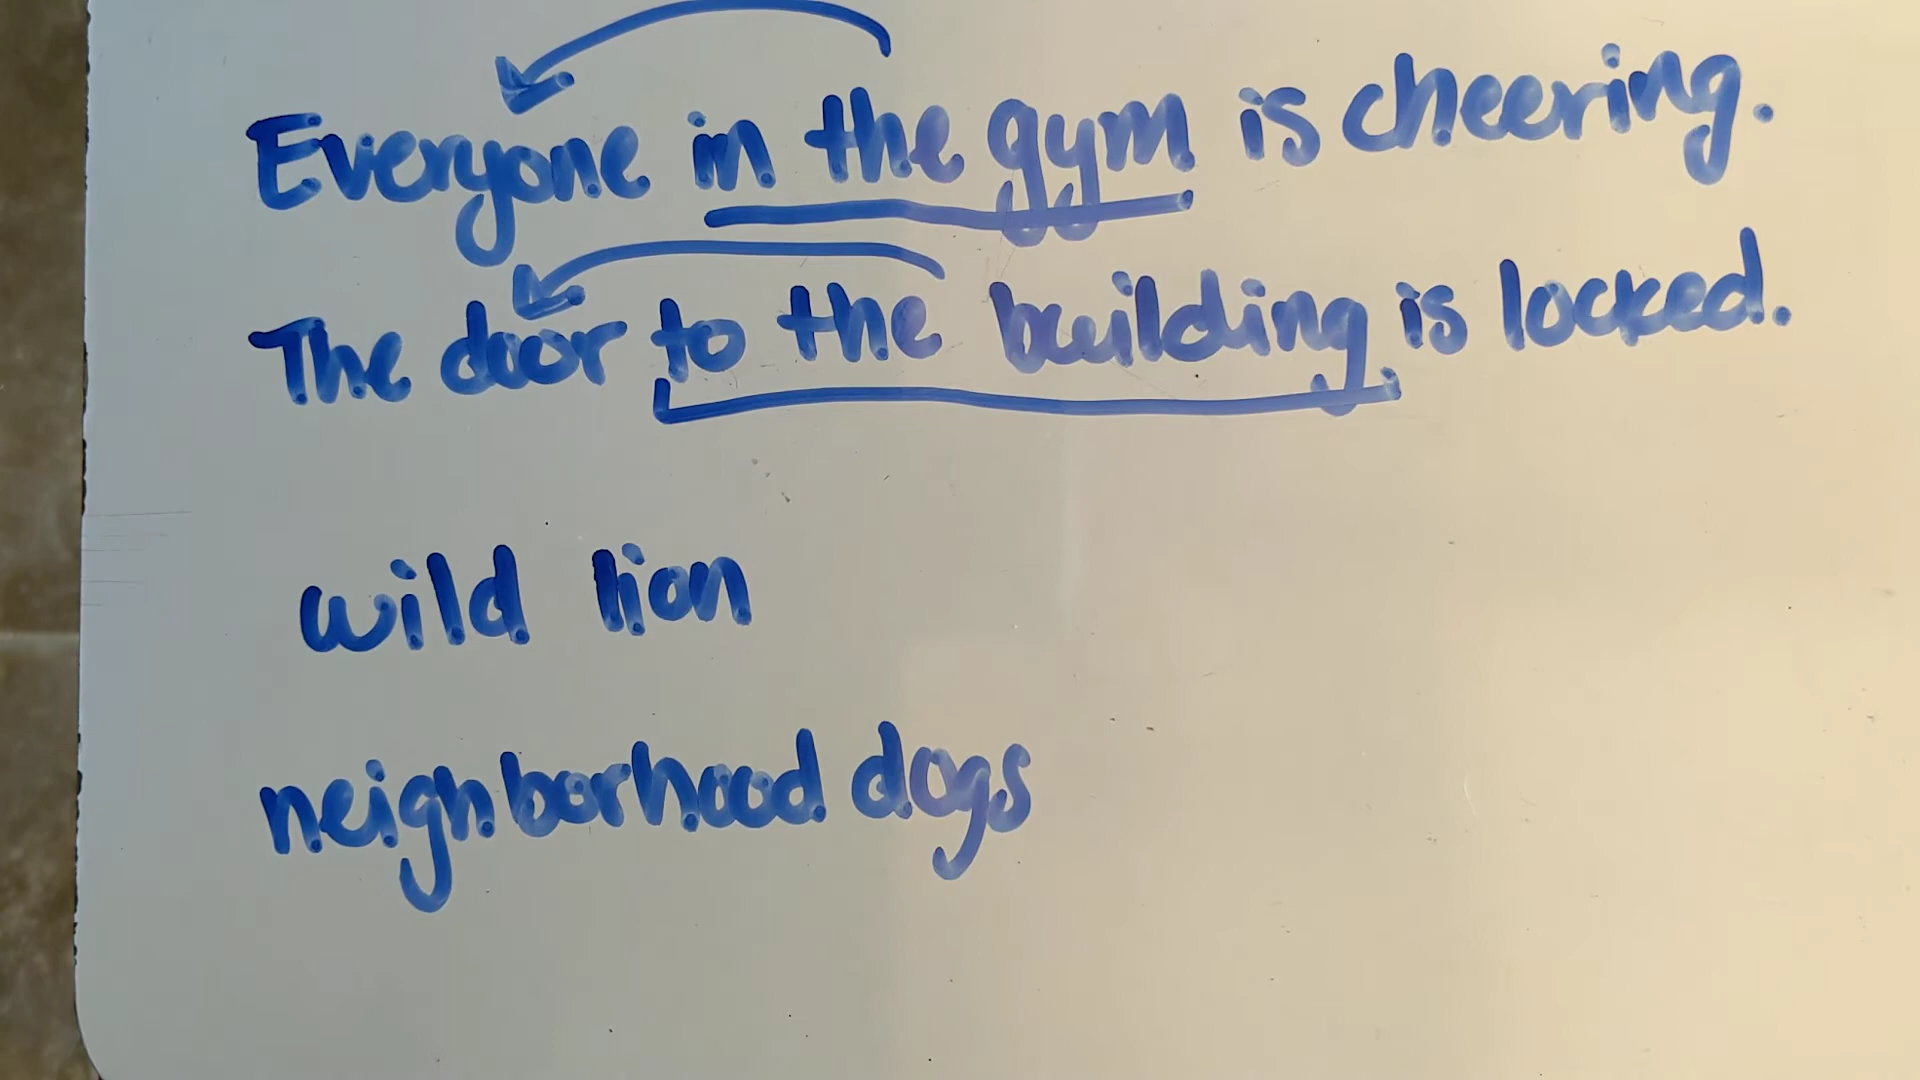 Everyone in the gym is cheering.
The door to the building is locked.
wild lion
neighborhood dogs